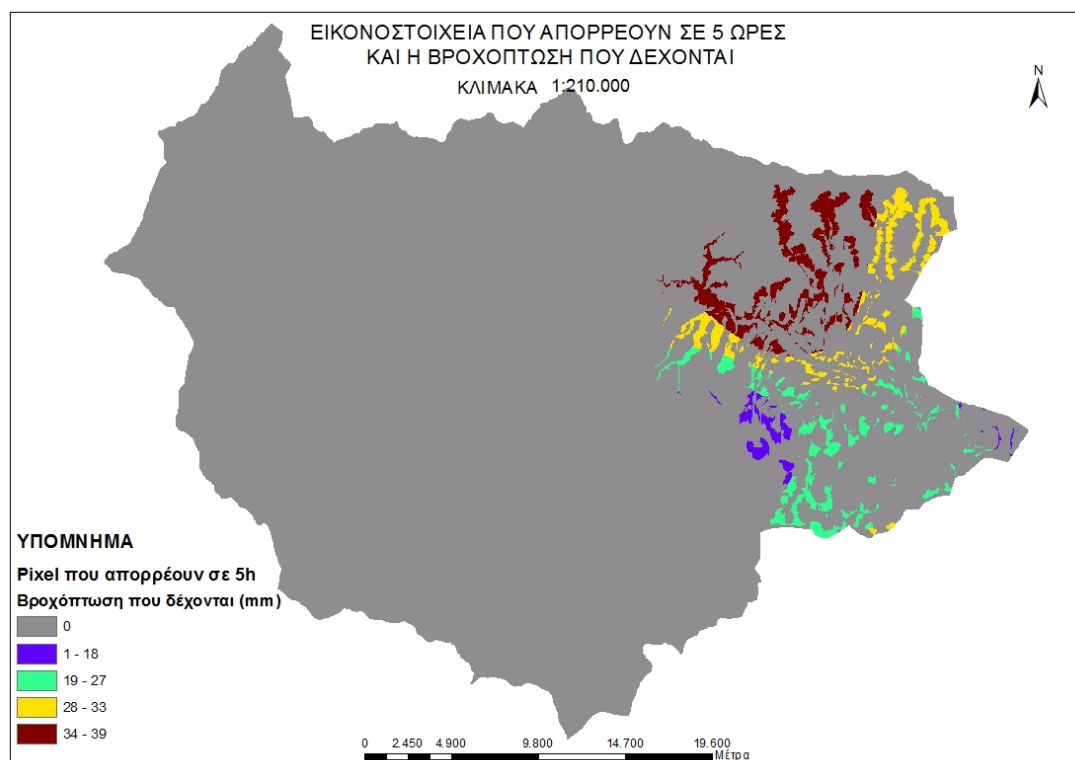 ΕΙΚΟΝΟΣΤΟΙΧΕΙΑ ΠΟΥ ΑΠΟΡΡΕΟΥΝ ΣΕ 5 ΩΡΕΣ
ΚΑΙ Η ΒΡΟΧΟΠΤΩΣΗ ΠΟΥ ΔΕΧΟΝΤΑΙ
ΚΛΙΜΑΚΑ 1:210.000
N
ΥΠΟΜΝΗΜΑ
Pixel που απορρέουν σε 5h
Βροχόπτωση που δέχονται (mm)
0
1 - 18
19 - 27
28 - 33
34 - 39
0 2.450 4.900 9.800 14.700 19.600
Μέτρα